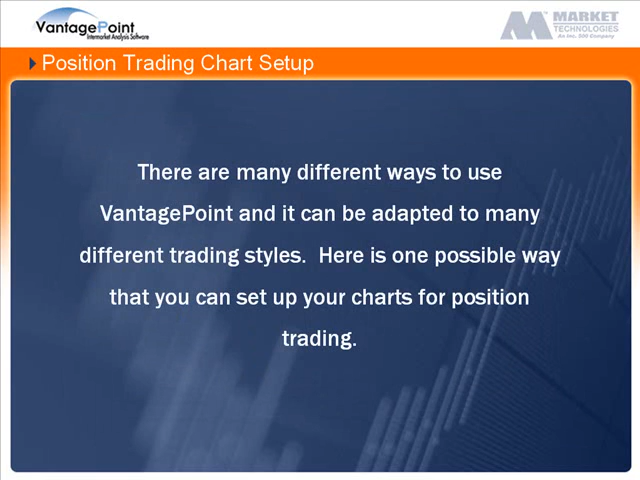 VantagePoint
Intermarket Analysis Software
MARKET
TECHNOLOGIES
An Inc. 500 Company
Position Trading Chart Setup
There are many different ways to use
VantagePoint and it can be adapted to many
different trading styles.  Here is one possible way
that you can set up your charts for position
trading.